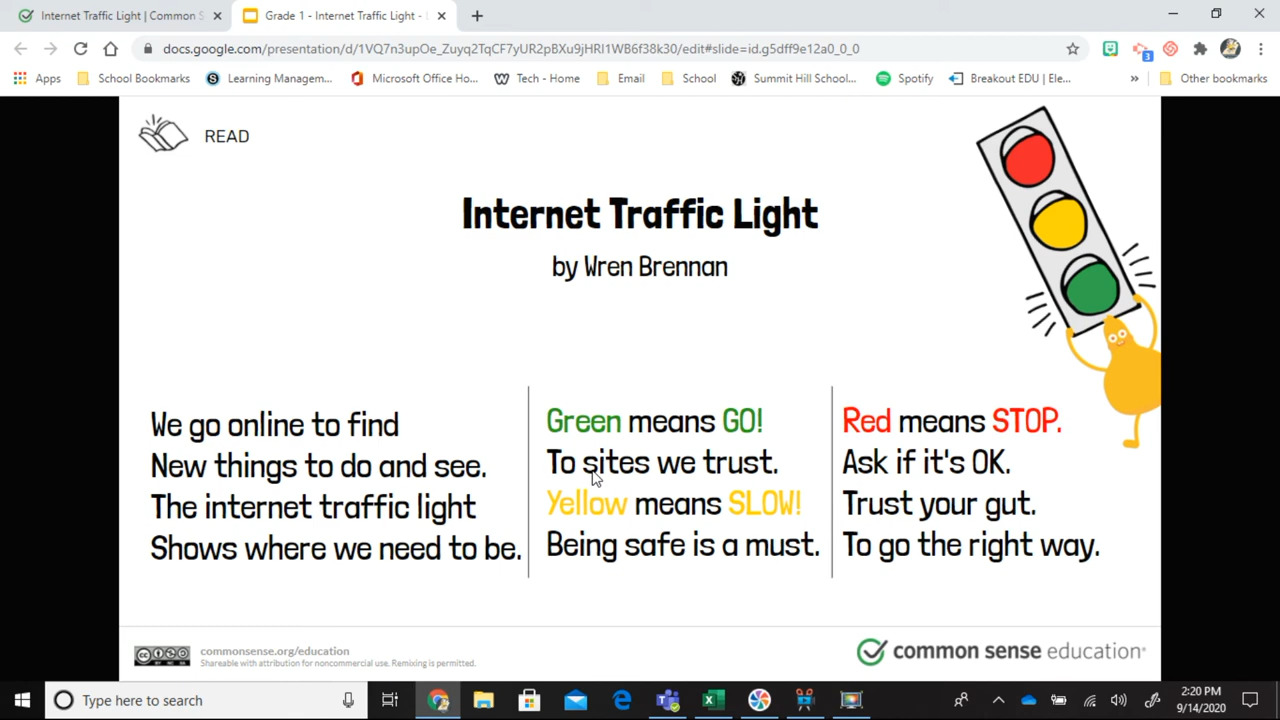 Internet Traffic Light | Common S
Grade 1 - Internet Traffic Light -
docs.google.com/presentation/d/1VQ7n3upOe_Zuyq2TqCF7yUR2pBXu9jHRI1WB6f38k30/edit#slide=id.g5dff9e12a0_0_0
3
Apps
School Bookmarks
Learning Managem...
Microsoft Office Ho...
Tech - Home
Email
School
Summit Hill School...
Spotify
Breakout EDU | Ele...
»
Other bookmarks
READ
Internet Traffic Light
by Wren Brennan
We go online to find
New things to do and see.
The internet traffic light
Shows where we need to be.
Green means GO!
To sites we trust.
Yellow means SLOW!
Being safe is a must.
Red means STOP.
Ask if it's OK.
Trust your gut.
To go the right way.
commonsense.org/education
Shareable with attribution for noncommercial use. Remixing is permitted.
common sense education®
Type here to search
2:20 PM
9/14/2020